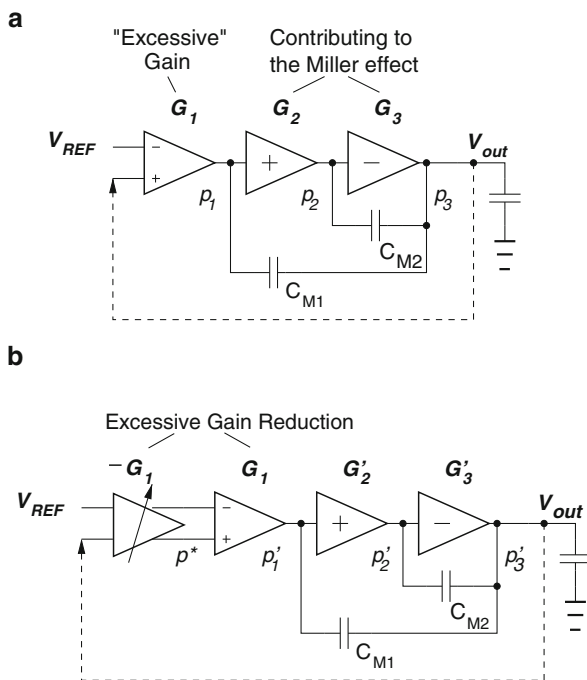 a
"Excessive" Gain
Contributing to the Miller effect
G1 G2 G3
VREF
−
+
+
−
Vout
p1 p2 p3
CM2
CM1
b
Excessive Gain Reduction
−G1 G1 G'2 G'3
VREF
−
+
+
−
Vout
p* p'1 p'2 p'3
CM2
CM1